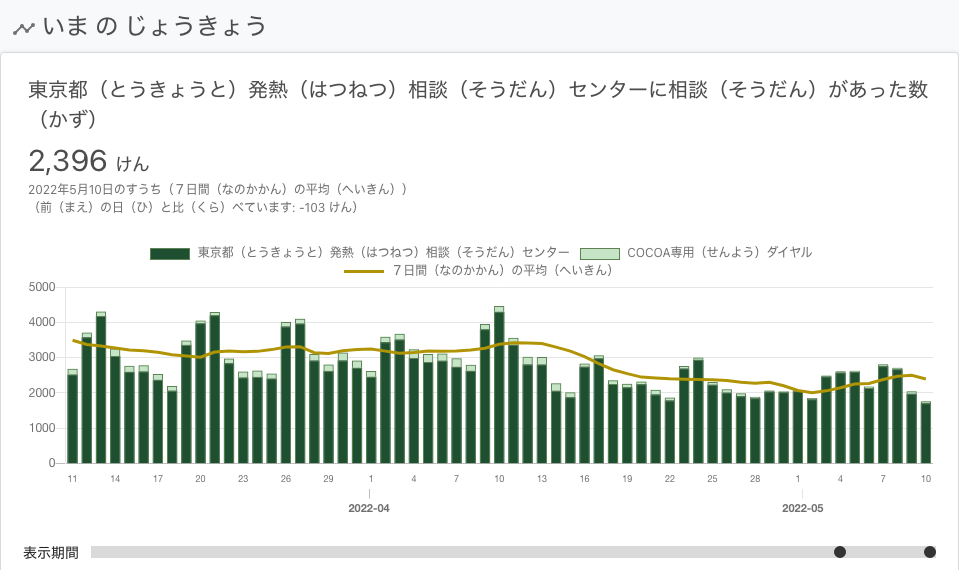 いま の じょうきょう
東京都（とうきょうと）発熱（はつねつ）相談（そうだん）センターに相談（そうだん）があった数
（かず）
2,396 けん
2022年5月10日のすうち（７日間（なのかかん）の平均（へいきん））
（前（まえ）の日（ひ）と比（くら）べています: -103 けん）
東京都（とうきょうと）発熱（はつねつ）相談（そうだん）センター COCOA専用（せんよう）ダイヤル
７日間（なのかかん）の平均（へいきん）
5000
4000
3000
2000
1000
0
11 14 17 20 23 26 29 1 4 7 10 13 16 19 22 25 28 1 4 7 10
2022-04 2022-05
表示期間